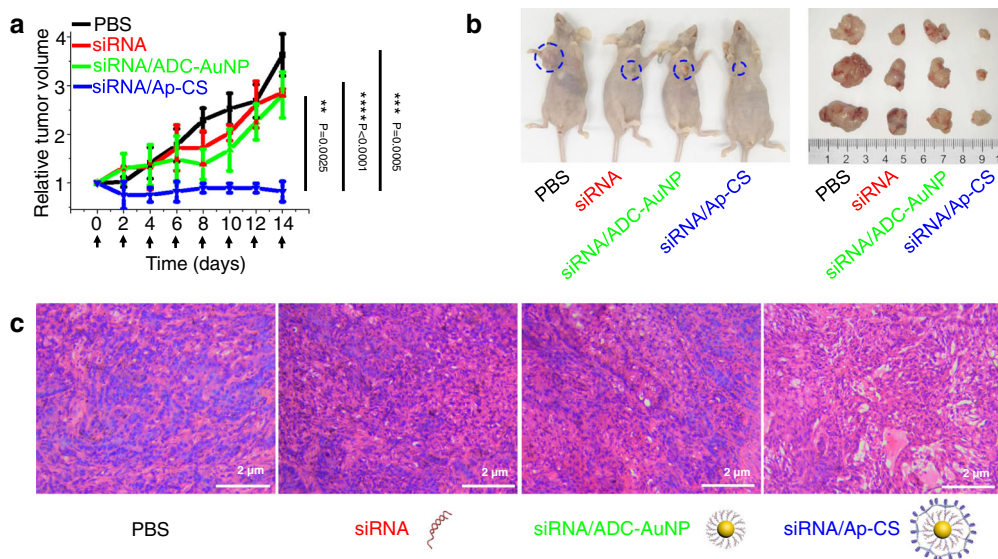 a
PBS
siRNA
siRNA/ADC-AuNP
siRNA/Ap-CS
Relative tumor volume
4
3
2
1
0 2 4 6 8 10 12 14
Time (days)
** P=0.0025
**** P<0.0001
*** P=0.0005
b
1 2 3 4 5 6 7 8 9 1
PBS
siRNA
siRNA/ADC-AuNP
siRNA/Ap-CS
PBS
siRNA
siRNA/ADC-AuNP
siRNA/Ap-CS
c
2 μm
2 μm
2 μm
2 μm
PBS
siRNA
siRNA/ADC-AuNP
siRNA/Ap-CS